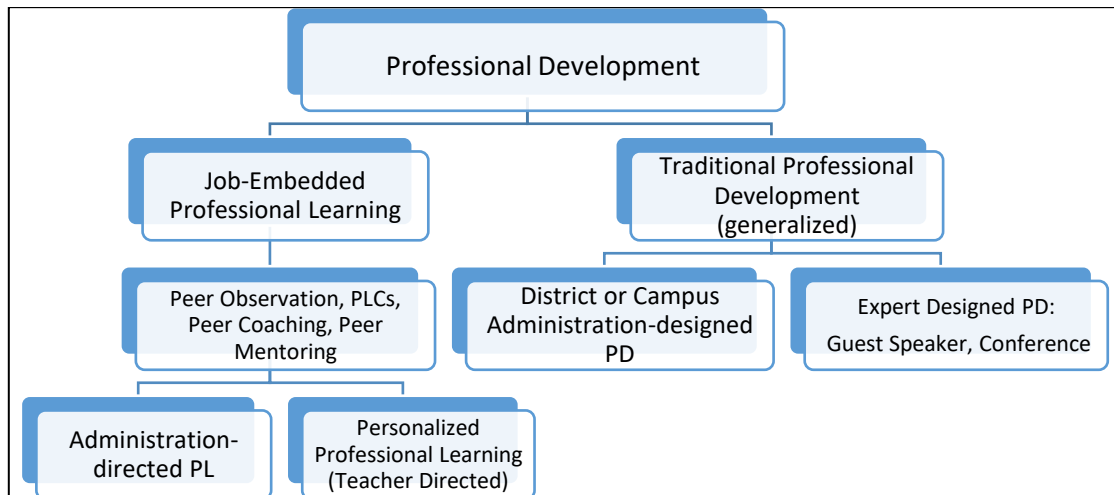 Professional Development
Job-Embedded
Professional Learning
Traditional Professional
Development
(generalized)
Peer Observation, PLCs,
Peer Coaching, Peer
Mentoring
District or Campus
Administration-designed
PD
Expert Designed PD:
Guest Speaker, Conference
Administration-
directed PL
Personalized
Professional Learning
(Teacher Directed)